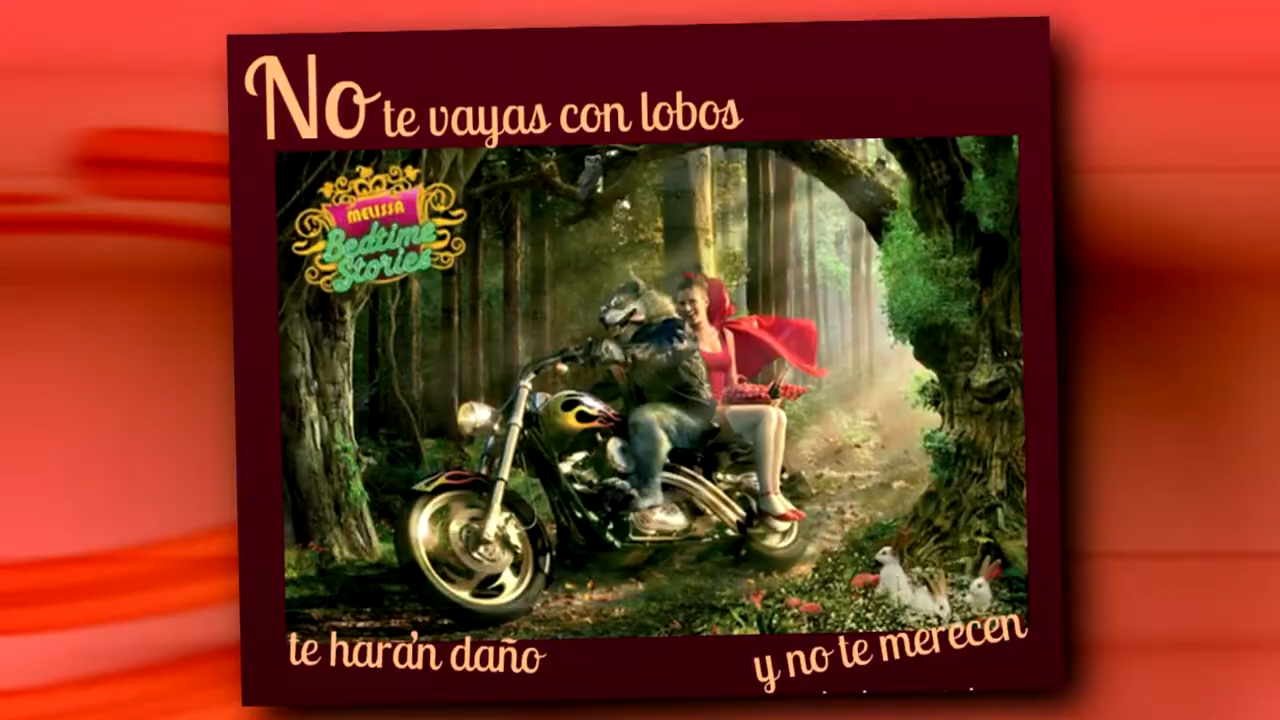 No te vayas con lobos
MELISSA
Bedtime
Stories
te harán daño
y no te merecen